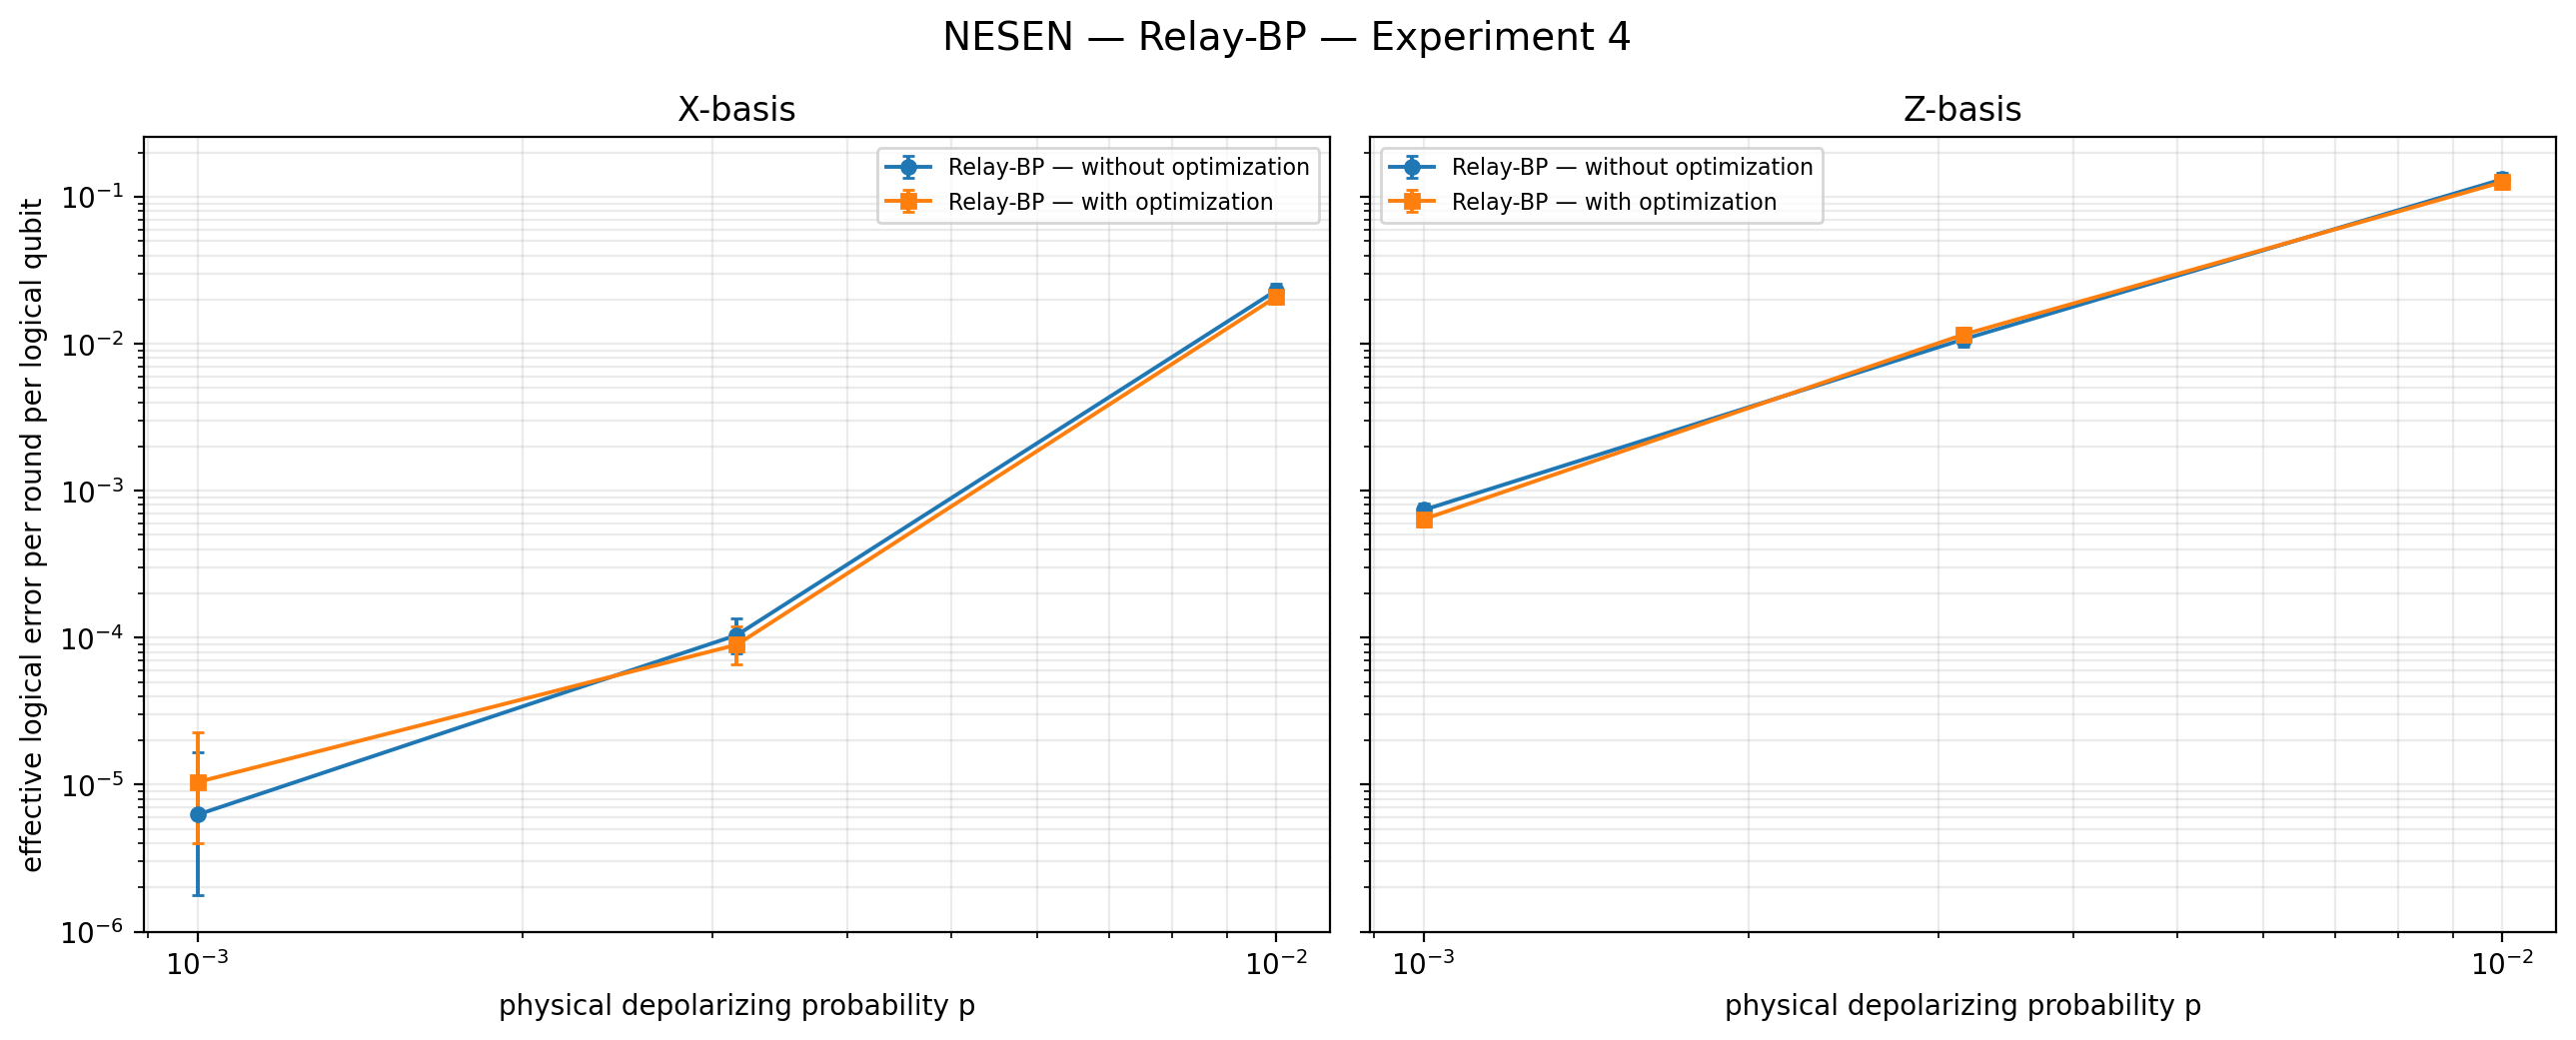 NESEN — Relay-BP — Experiment 4
X-basis
effective logical error per round per logical qubit
10⁻¹
10⁻²
10⁻³
10⁻⁴
10⁻⁵
10⁻⁶
Relay-BP — without optimization
Relay-BP — with optimization
10⁻³
10⁻²
physical depolarizing probability p
Z-basis
Relay-BP — without optimization
Relay-BP — with optimization
10⁻³
10⁻²
physical depolarizing probability p